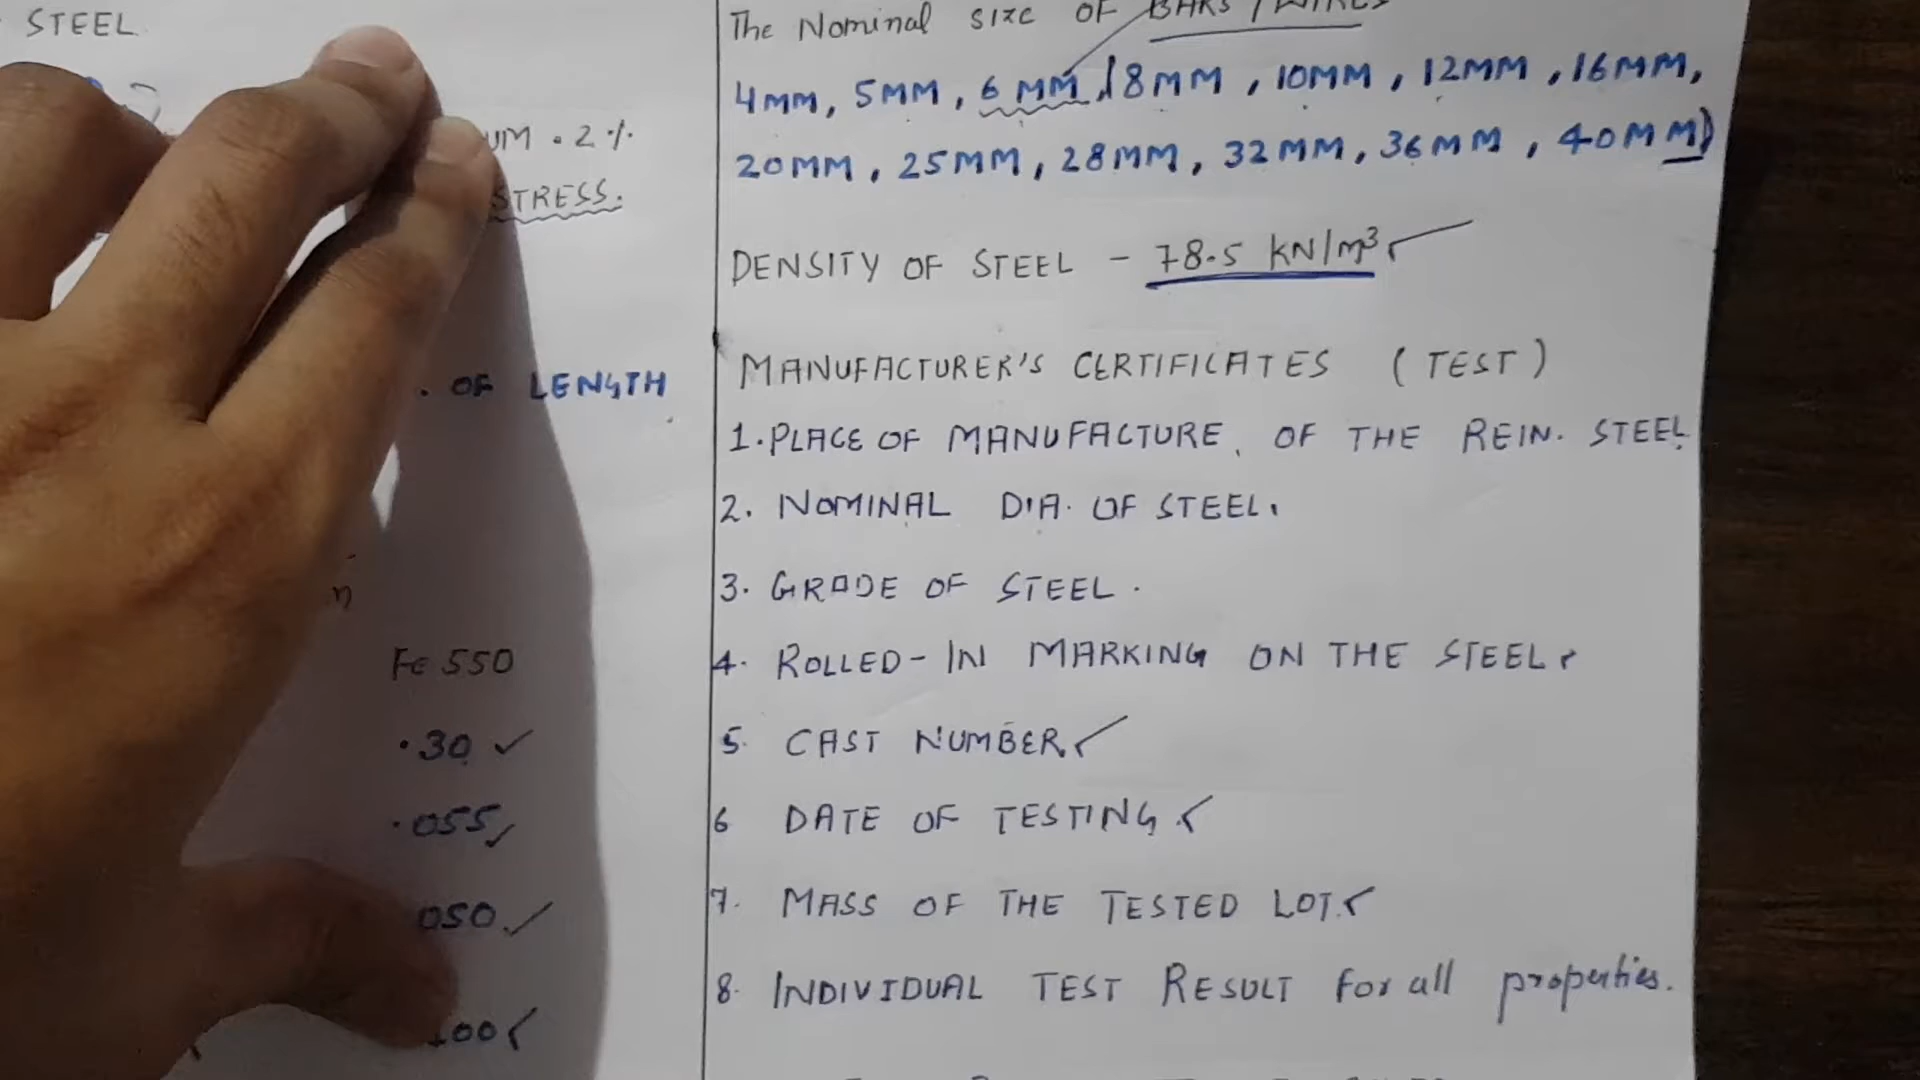 STEEL
UM .2%
STRESS.
. OF LENGTH
Fe 550
.30
.055
050.
100
The Nominal size OF BARS / WIRES
4MM, 5MM, 6 MM (8MM, 10MM, 12MM, 16MM,
20MM, 25MM, 28MM, 32MM, 36MM, 40MM)
DENSITY OF STEEL - 78.5 KN/m³
MANUFACTURER'S CERTIFICATES (TEST)
1. PLACE OF MANUFACTURE OF THE REIN. STEEL
2. NOMINAL DIA. OF STEEL.
3. GRADE OF STEEL.
4. ROLLED-IN MARKING ON THE STEEL
5. CAST NUMBER
6 DATE OF TESTING
7. MASS OF THE TESTED LOT.
8. INDIVIDUAL TEST RESULT For all properties.